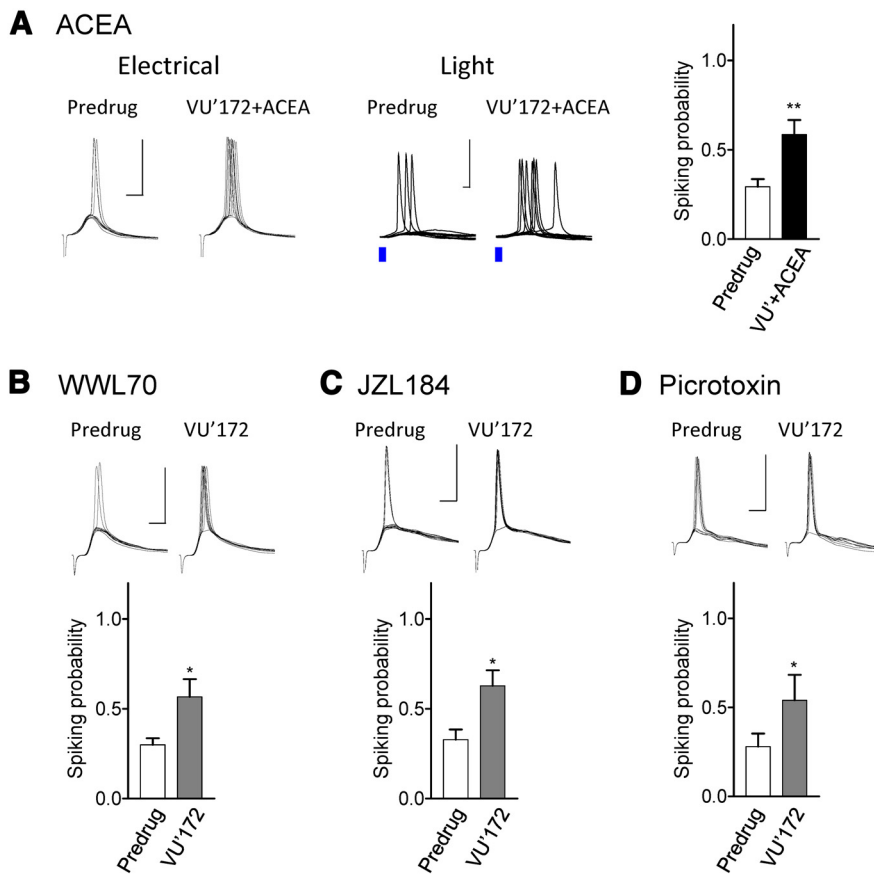 A ACEA
Electrical
Light
Predrug
VU'172+ACEA
Predrug
VU'172+ACEA
Spiking probability
1.0
0.5
0.0
**
Predrug
VU'+ACEA
B WWL70
Predrug
VU'172
Spiking probability
1.0
0.5
0.0
*
Predrug
VU'172
C JZL184
Predrug
VU'172
Spiking probability
1.0
0.5
0.0
*
Predrug
VU'172
D Picrotoxin
Predrug
VU'172
Spiking probability
1.0
0.5
0.0
*
Predrug
VU'172